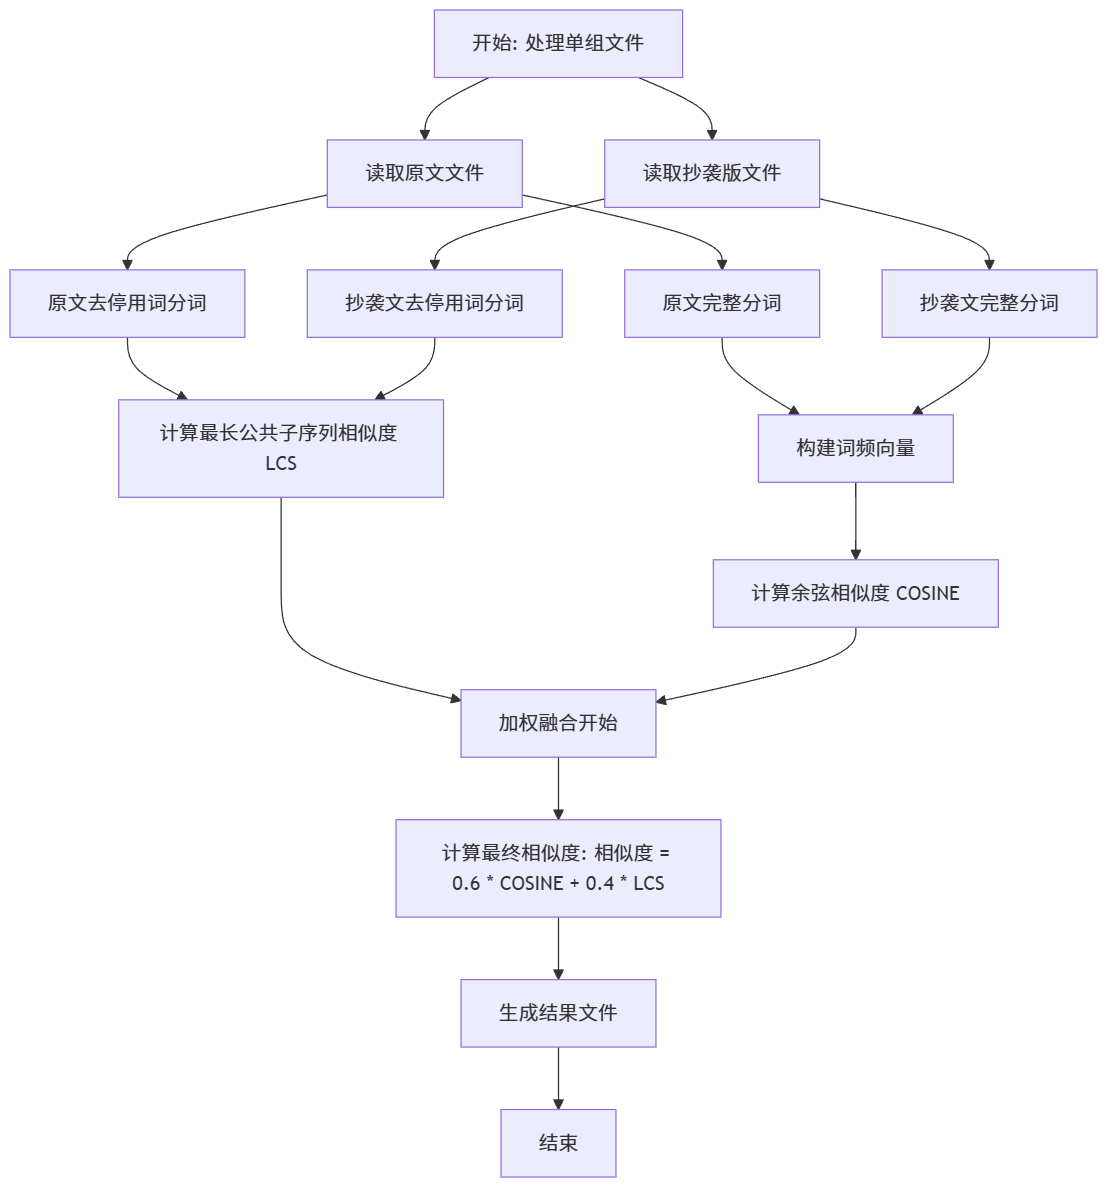 开始: 处理单组文件
读取原文文件
读取抄袭版文件
原文去停用词分词
抄袭文去停用词分词
原文完整分词
抄袭文完整分词
计算最长公共子序列相似度
LCS
构建词频向量
计算余弦相似度 COSINE
加权融合开始
计算最终相似度: 相似度 =
0.6 * COSINE + 0.4 * LCS
生成结果文件
结束